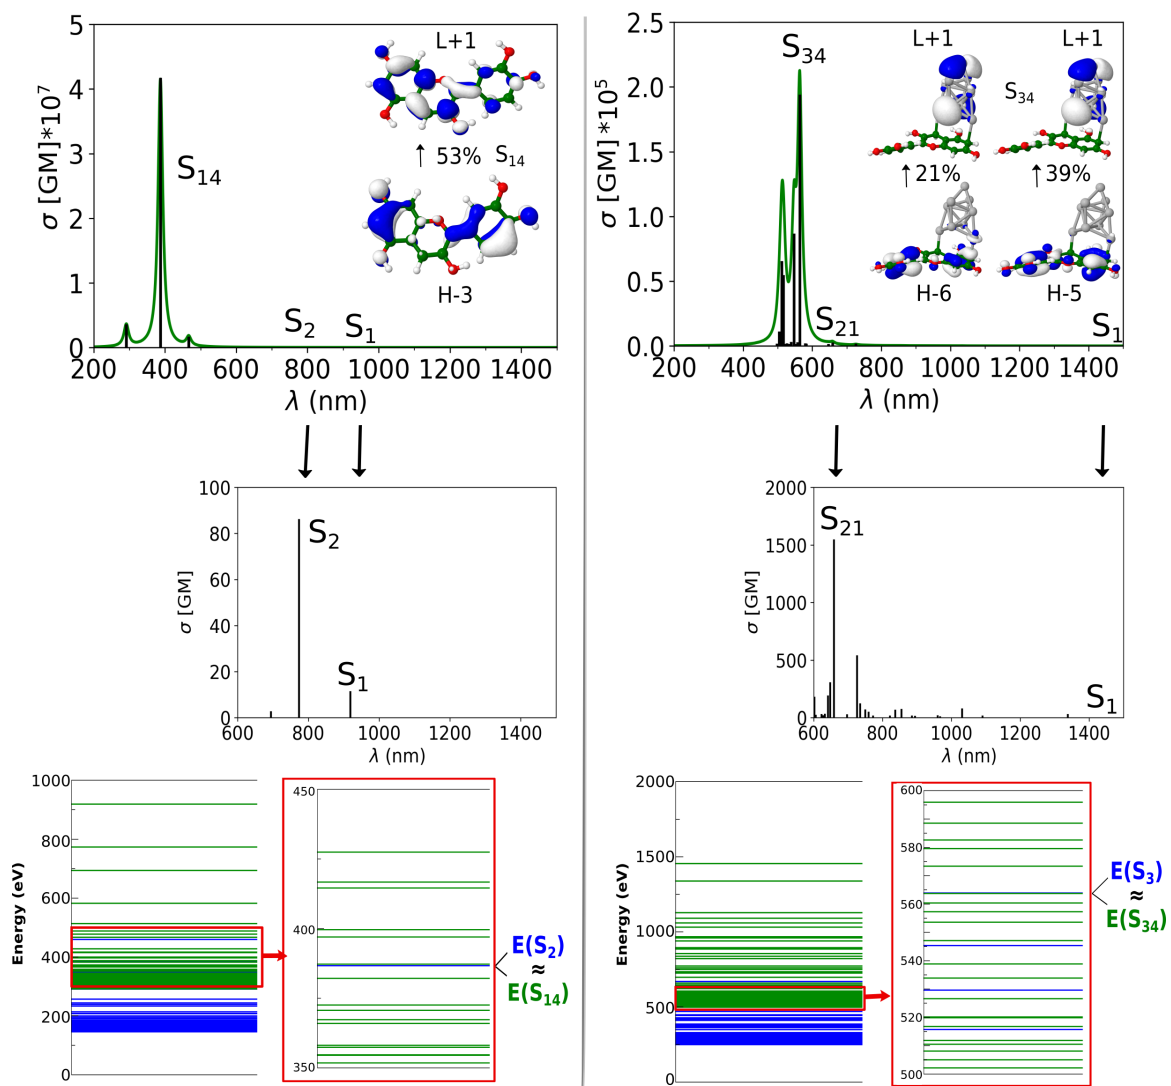 σ [GM]*10⁷
5
4
3
2
1
0
200 400 600 800 1000 1200 1400
λ (nm)
S₁₄
S₂
S₁
L+1
↑ 53% S₁₄
H-3
σ [GM]*10⁵
2.5
2.0
1.5
1.0
0.5
0.0
200 400 600 800 1000 1200 1400
λ (nm)
S₃₄
S₂₁
S₁
L+1 L+1
S₃₄
↑21% ↑39%
H-6 H-5
σ [GM]
100
80
60
40
20
0
600 800 1000 1200 1400
λ (nm)
S₂
S₁
σ [GM]
2000
1500
1000
500
0
600 800 1000 1200 1400
λ (nm)
S₂₁
S₁
Energy (eV)
1000
800
600
400
200
0
450
400
350
E(S₂)
≈
E(S₁₄)
Energy (eV)
2000
1500
1000
500
0
600
580
560
540
520
500
E(S₃)
≈
E(S₃₄)